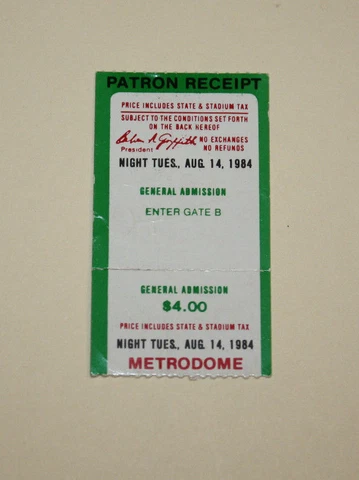 PATRON RECEIPT
PRICE INCLUDES STATE & STADIUM TAX
SUBJECT TO THE CONDITIONS SET FORTH
ON THE BACK HEREOF
Calvin R. Griffith NO EXCHANGES
President NO REFUNDS
NIGHT TUES., AUG. 14, 1984
GENERAL ADMISSION
ENTER GATE B
GENERAL ADMISSION
$4.00
PRICE INCLUDES STATE & STADIUM TAX
NIGHT TUES., AUG. 14, 1984
METRODOME